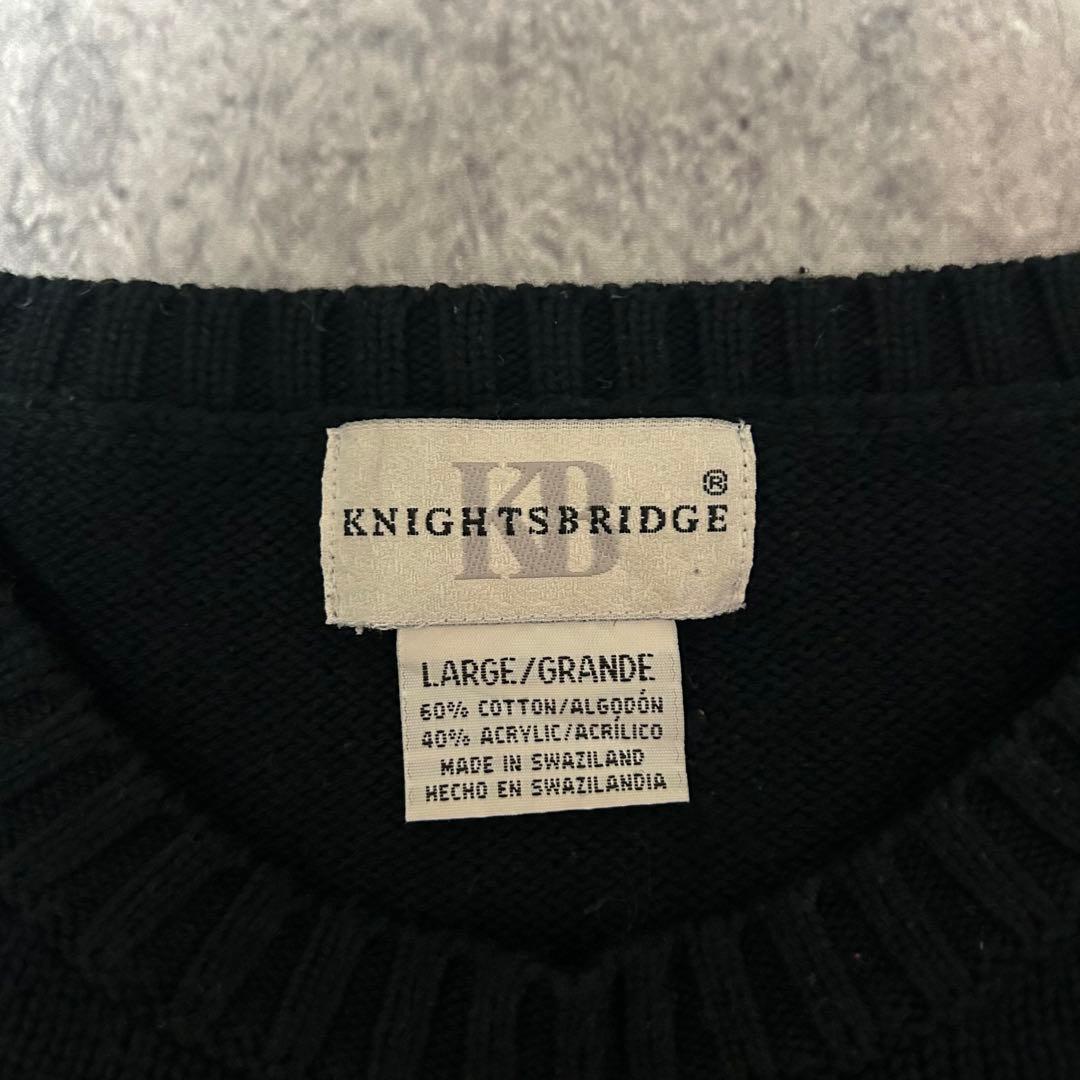 KD
KNIGHTSBRIDGE®
LARGE/GRANDE
60% COTTON/ALGODÓN
40% ACRYLIC/ACRÍLICO
MADE IN SWAZILAND
HECHO EN SWAZILANDIA